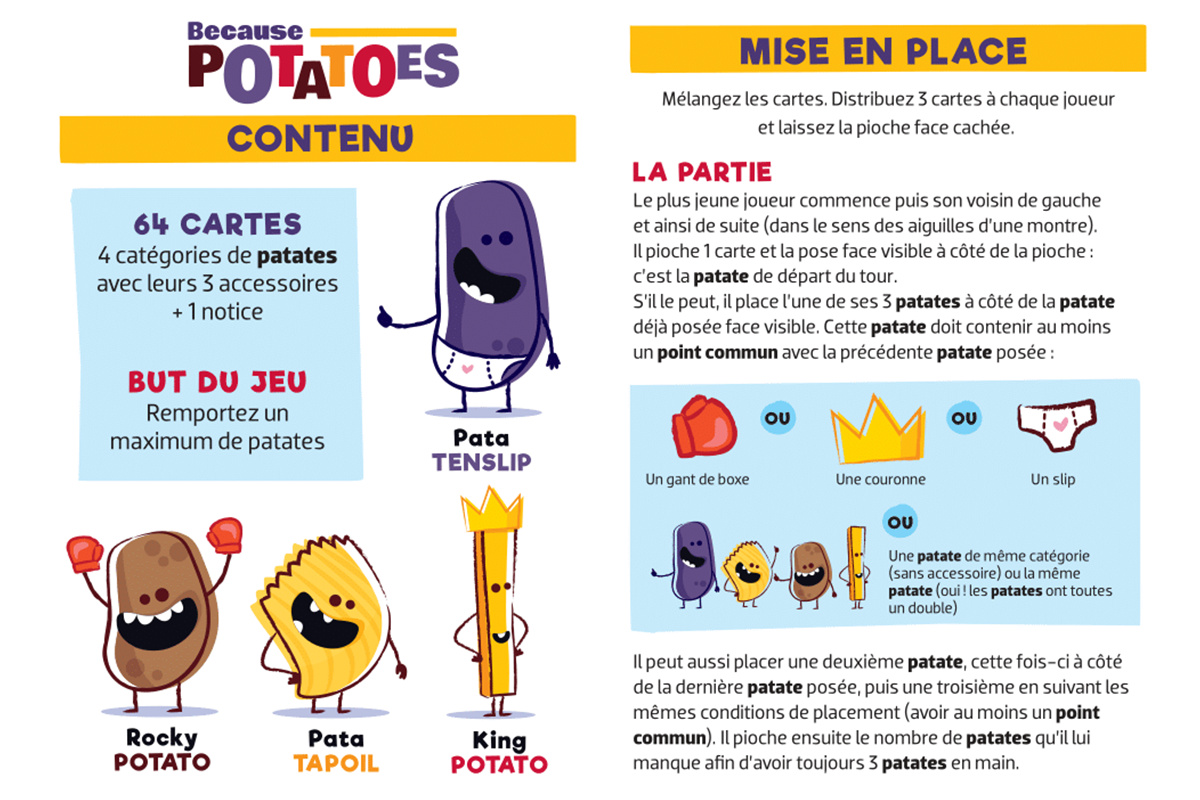 Because
POTATOES
CONTENU
64 CARTES
4 catégories de patates
avec leurs 3 accessoires
+ 1 notice
BUT DU JEU
Remportez un
maximum de patates
Pata
TENSLIP
Rocky
POTATO
Pata
TAPOIL
King
POTATO
MISE EN PLACE
Mélangez les cartes. Distribuez 3 cartes à chaque joueur
et laissez la pioche face cachée.
LA PARTIE
Le plus jeune joueur commence puis son voisin de gauche
et ainsi de suite (dans le sens des aiguilles d'une montre).
Il pioche 1 carte et la pose face visible à côté de la pioche :
c'est la patate de départ du tour.
S'il le peut, il place l'une de ses 3 patates à côté de la patate
déjà posée face visible. Cette patate doit contenir au moins
un point commun avec la précédente patate posée :
OU
OU
Un gant de boxe
Une couronne
Un slip
OU
Une patate de même catégorie
(sans accessoire) ou la même
patate (oui ! les patates ont toutes
un double)
Il peut aussi placer une deuxième patate, cette fois-ci à côté
de la dernière patate posée, puis une troisième en suivant les
mêmes conditions de placement (avoir au moins un point
commun). Il pioche ensuite le nombre de patates qu'il lui
manque afin d'avoir toujours 3 patates en main.